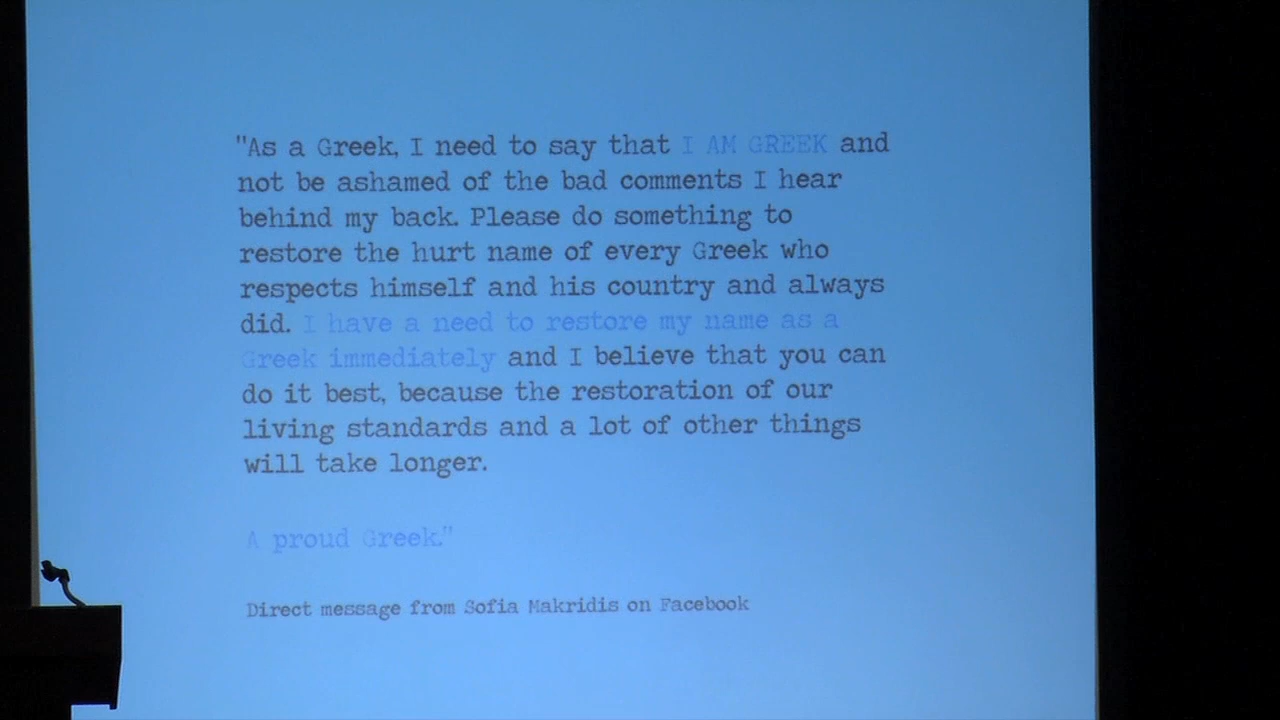 "As a Greek, I need to say that I AM GREEK and
not be ashamed of the bad comments I hear
behind my back. Please do something to
restore the hurt name of every Greek who
respects himself and his country and always
did. I have a need to restore my name as a
Greek immediately and I believe that you can
do it best, because the restoration of our
living standards and a lot of other things
will take longer.
A proud Greek."
Direct message from Sofia Makridis on Facebook